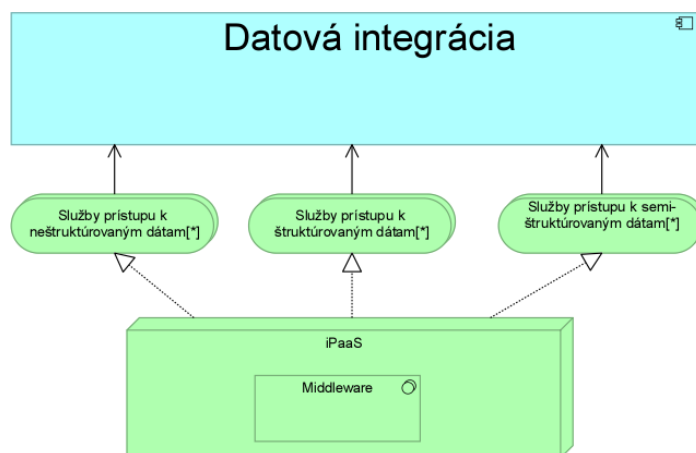 Datová integrácia
Služby prístupu k
neštruktúrovaným dátam[*]
Služby prístupu k
štruktúrovaným dátam[*]
Služby prístupu k semi-
štruktúrovaným dátam[*]
iPaaS
Middleware